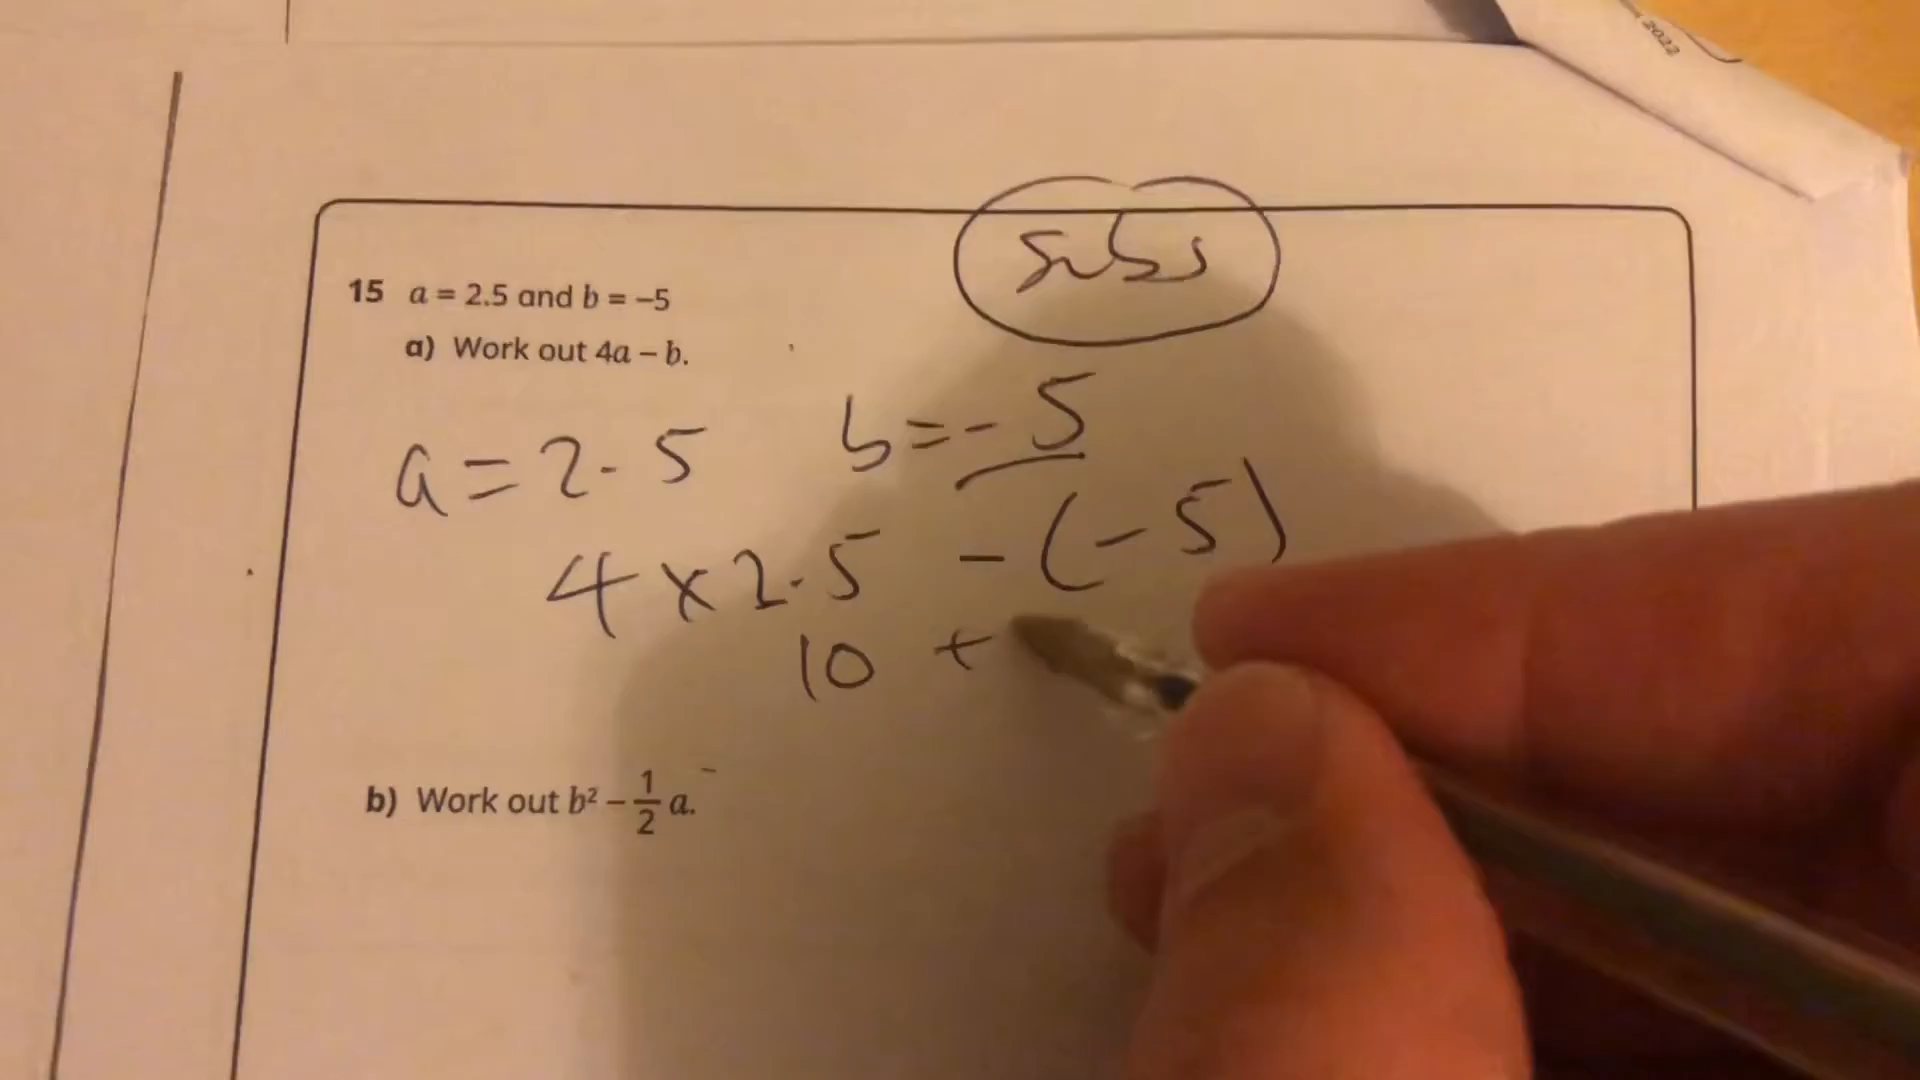 2022
subs
15 a = 2.5 and b = –5
a) Work out 4a – b.
a = 2.5 b = -5
4 x 2.5 - (-5)
10 +
b) Work out b² – 1/2 a.